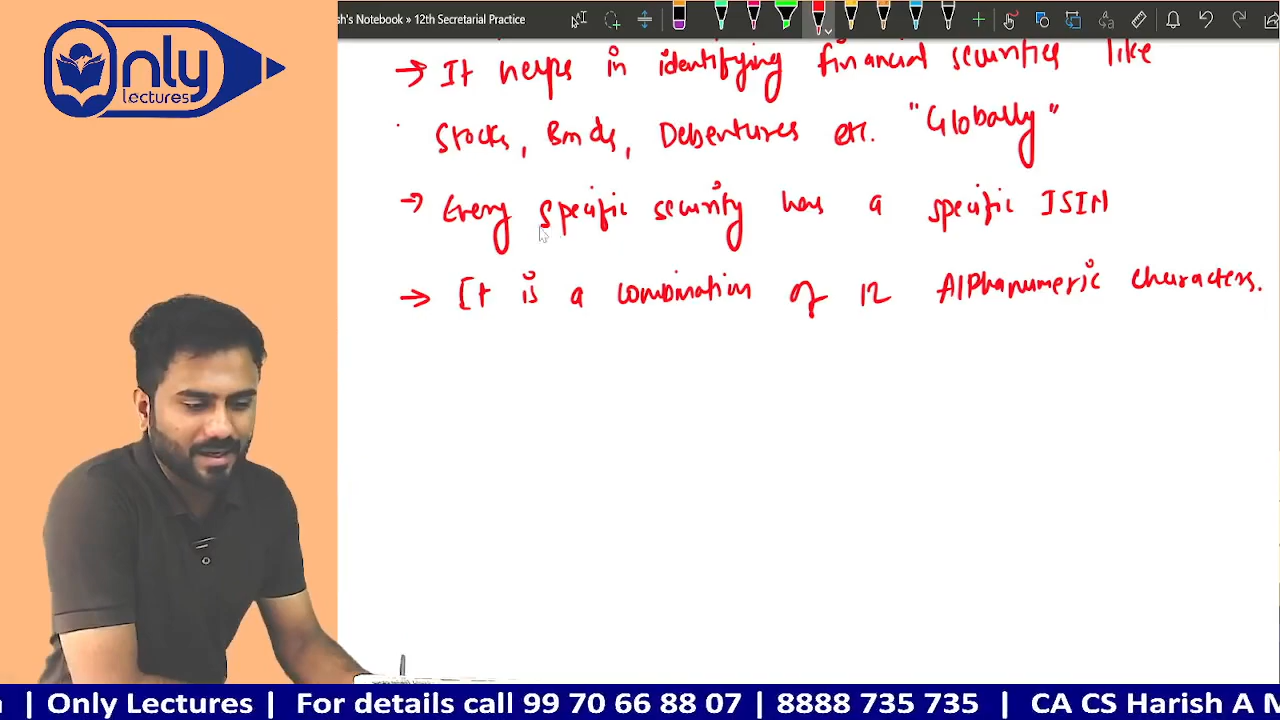 Only
lectures
sh's Notebook » 12th Secretarial Practice
→ It helps in identifying financial securities like
Stocks, Bonds, Debentures etc. "Globally"
→ Every specific security has a specific ISIN
→ It is a combination of 12 Alphanumeric characters.
| Only Lectures | For details call 99 70 66 88 07 | 8888 735 735 | CA CS Harish A M